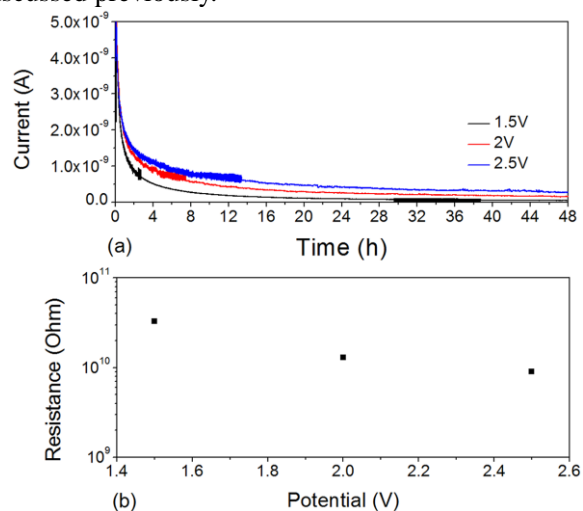 scussed previously.
5.0x10⁻⁹
4.0x10⁻⁹
3.0x10⁻⁹
2.0x10⁻⁹
1.0x10⁻⁹
0.0
Current (A)
1.5V
2V
2.5V
0 4 8 12 16 20 24 28 32 36 40 44 48
(a) Time (h)
10¹¹
10¹⁰
10⁹
Resistance (Ohm)
1.4 1.6 1.8 2.0 2.2 2.4 2.6
(b) Potential (V)